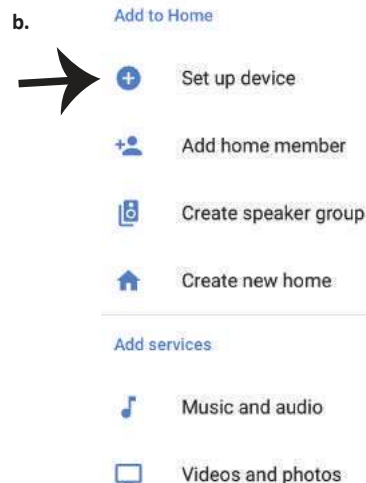 b.
Add to Home
Set up device
Add home member
Create speaker group
Create new home
Add services
Music and audio
Videos and photos